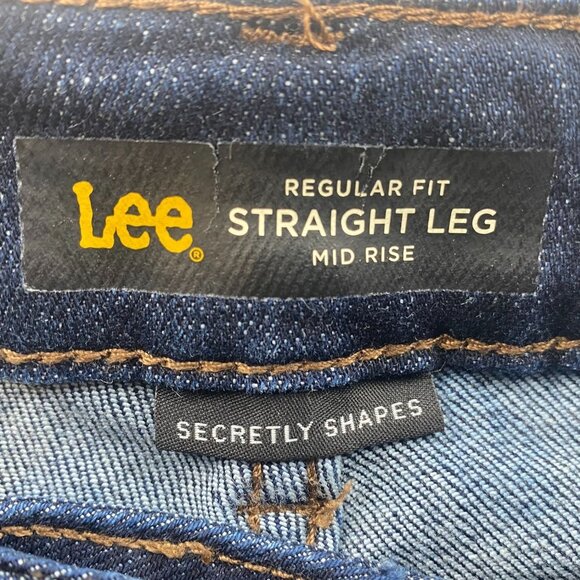 Lee®
REGULAR FIT
STRAIGHT LEG
MID RISE
SECRETLY SHAPES